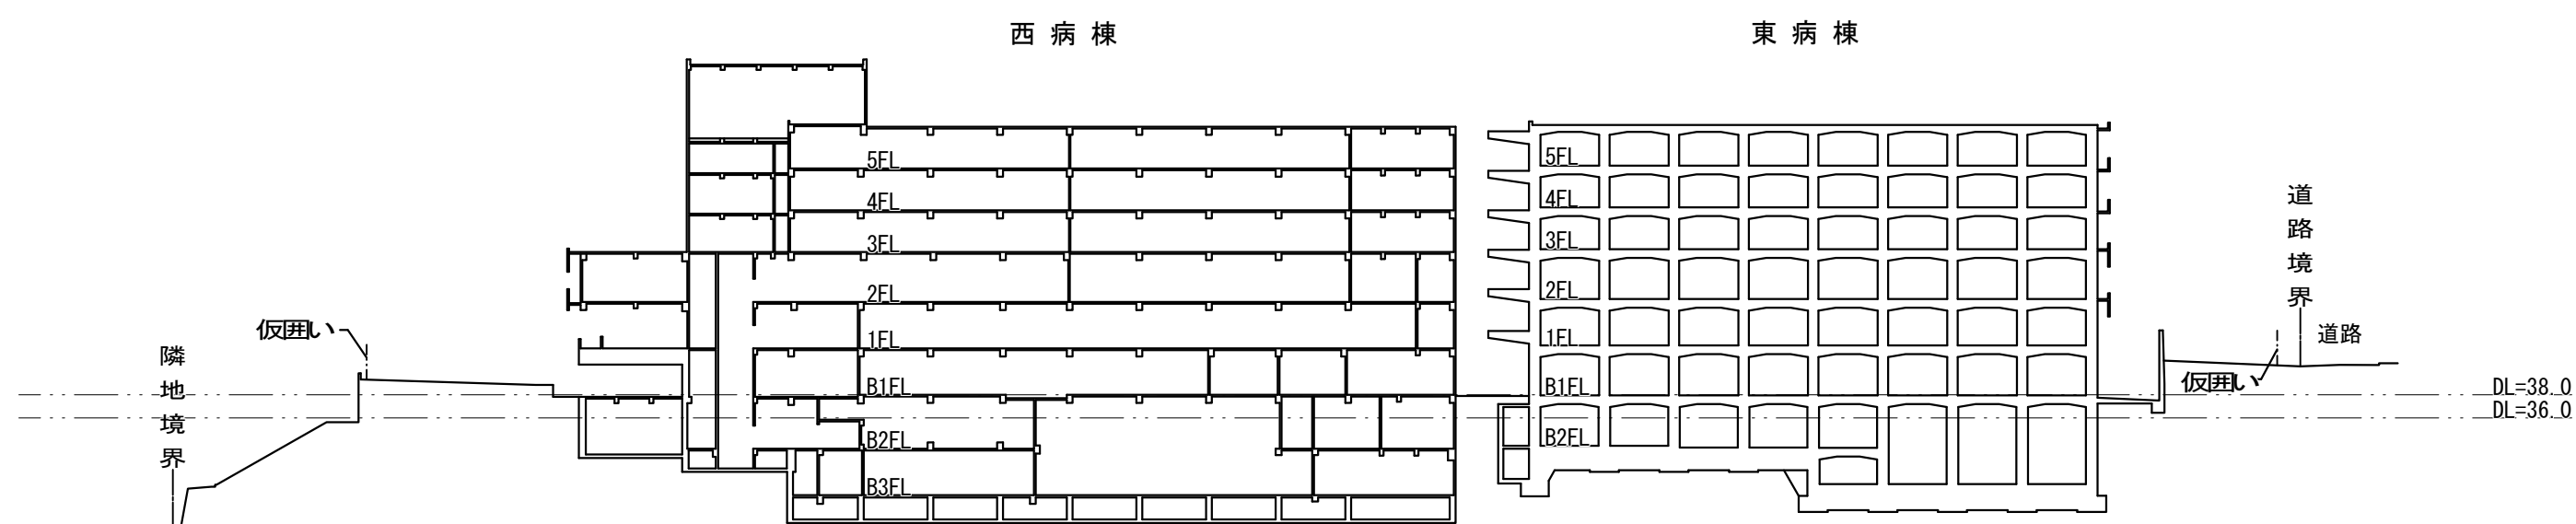 西病棟
東病棟
5FL
4FL
3FL
2FL
1FL
B1FL
B2FL
B3FL
5FL
4FL
3FL
2FL
1FL
B1FL
B2FL
仮囲い
隣地境界
道路境界
道路
仮囲い
DL=38.0
DL=36.0